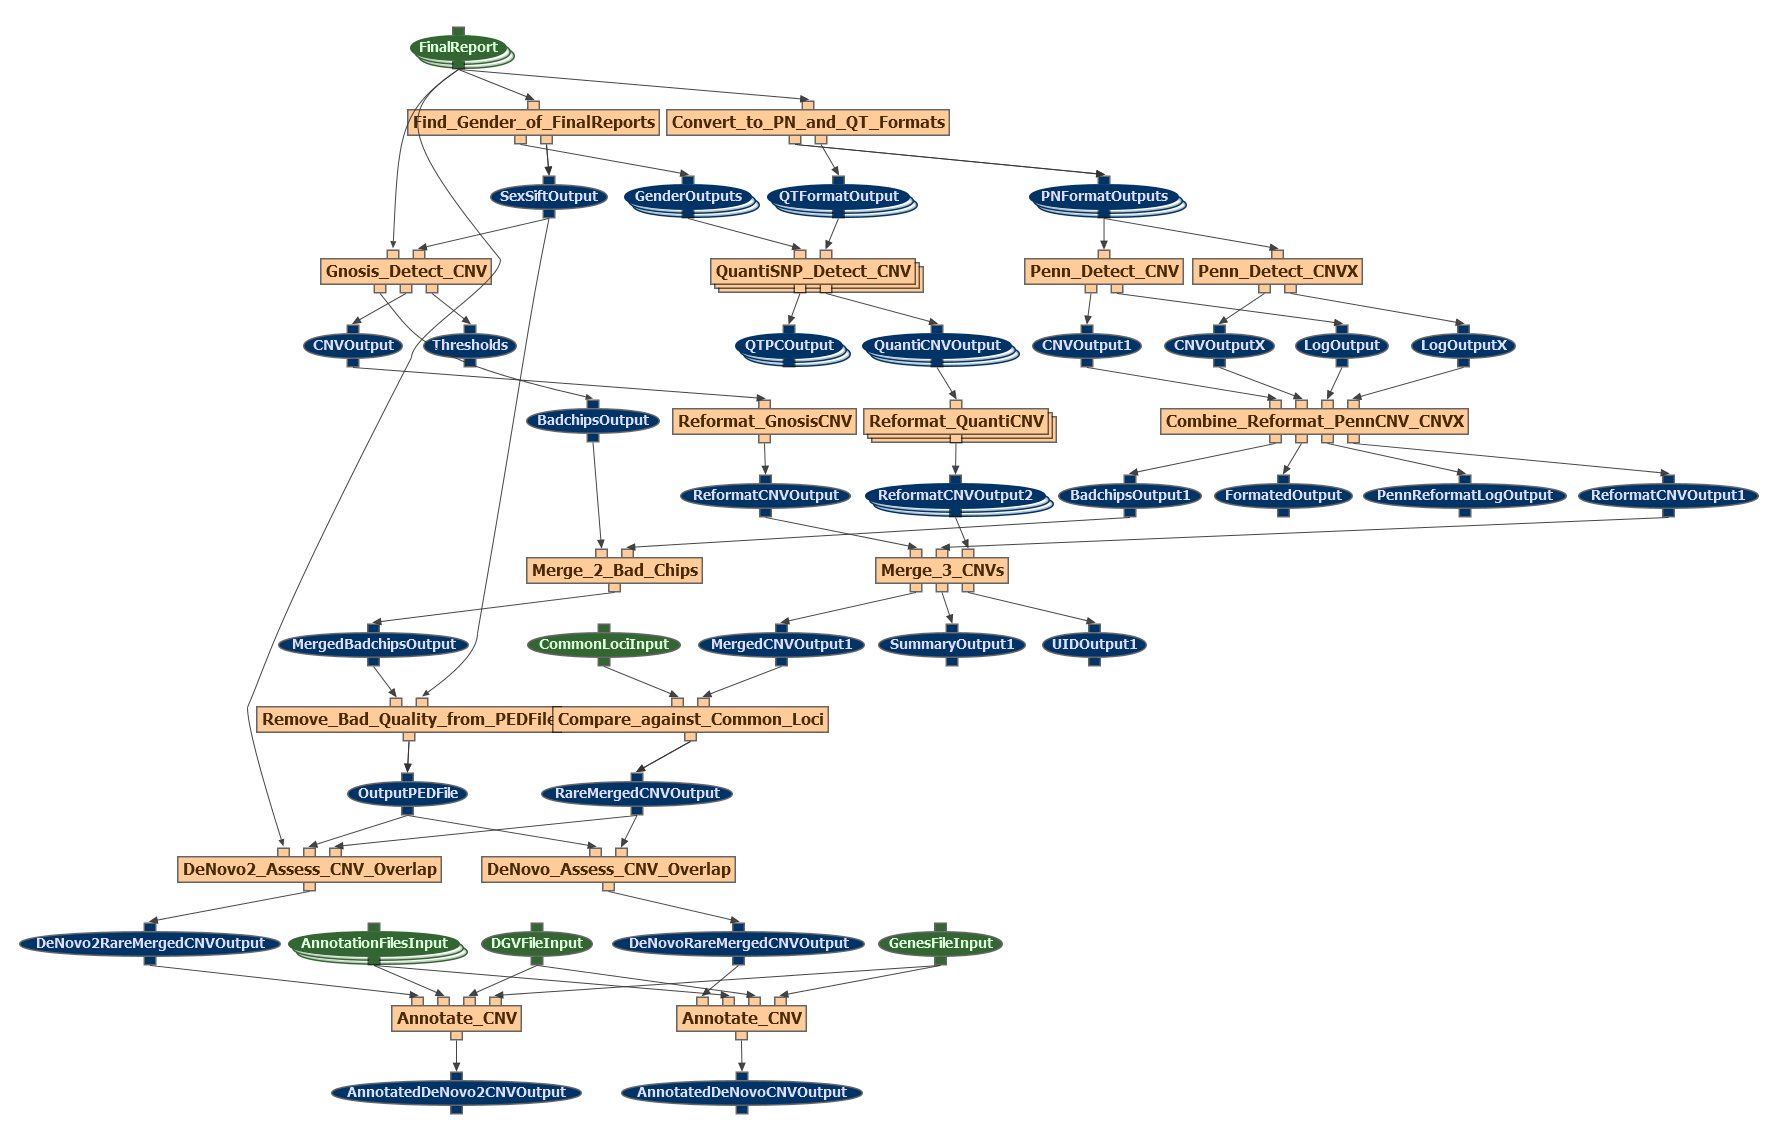 FinalReport
Find_Gender_of_FinalReports
Convert_to_PN_and_QT_Formats
SexSiftOutput
GenderOutputs
QTFormatOutput
PNFormatOutputs
Gnosis_Detect_CNV
QuantiSNP_Detect_CNV
Penn_Detect_CNV
Penn_Detect_CNVX
CNVOutput
Thresholds
QTPCOutput
QuantiCNVOutput
CNVOutput1
CNVOutputX
LogOutput
LogOutputX
BadchipsOutput
Reformat_GnosisCNV
Reformat_QuantiCNV
Combine_Reformat_PennCNV_CNVX
ReformatCNVOutput
ReformatCNVOutput2
BadchipsOutput1
FormatedOutput
PennReformatLogOutput
ReformatCNVOutput1
Merge_2_Bad_Chips
Merge_3_CNVs
MergedBadchipsOutput
CommonLociInput
MergedCNVOutput1
SummaryOutput1
UIDOutput1
Remove_Bad_Quality_from_PEDFile
Compare_against_Common_Loci
OutputPEDFile
RareMergedCNVOutput
DeNovo2_Assess_CNV_Overlap
DeNovo_Assess_CNV_Overlap
DeNovo2RareMergedCNVOutput
AnnotationFilesInput
DGVFileInput
DeNovoRareMergedCNVOutput
GenesFileInput
Annotate_CNV
Annotate_CNV
AnnotatedDeNovo2CNVOutput
AnnotatedDeNovoCNVOutput